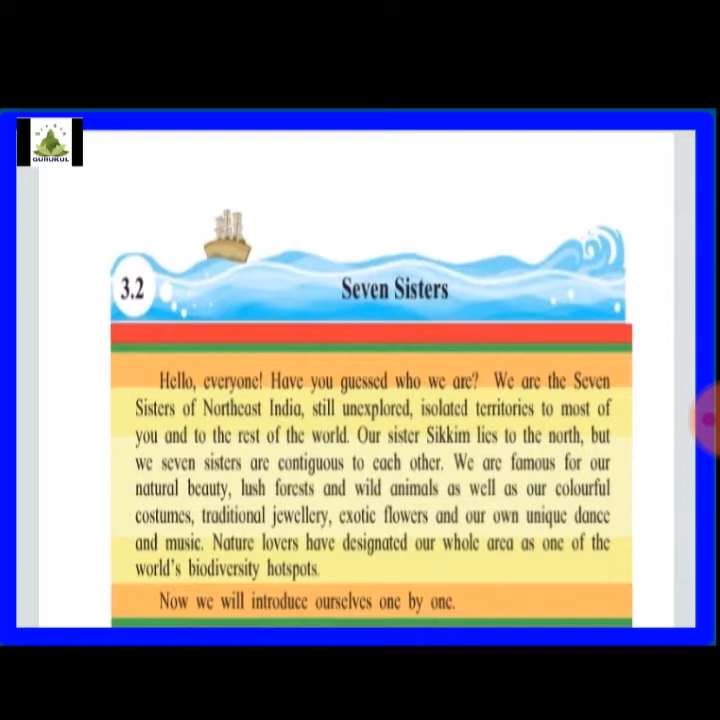 GURUKUL
3.2
Seven Sisters
Hello, everyone! Have you guessed who we are? We are the Seven
Sisters of Northeast India, still unexplored, isolated territories to most of
you and to the rest of the world. Our sister Sikkim lies to the north, but
we seven sisters are contiguous to each other. We are famous for our
natural beauty, lush forests and wild animals as well as our colourful
costumes, traditional jewellery, exotic flowers and our own unique dance
and music. Nature lovers have designated our whole area as one of the
world's biodiversity hotspots.
Now we will introduce ourselves one by one.